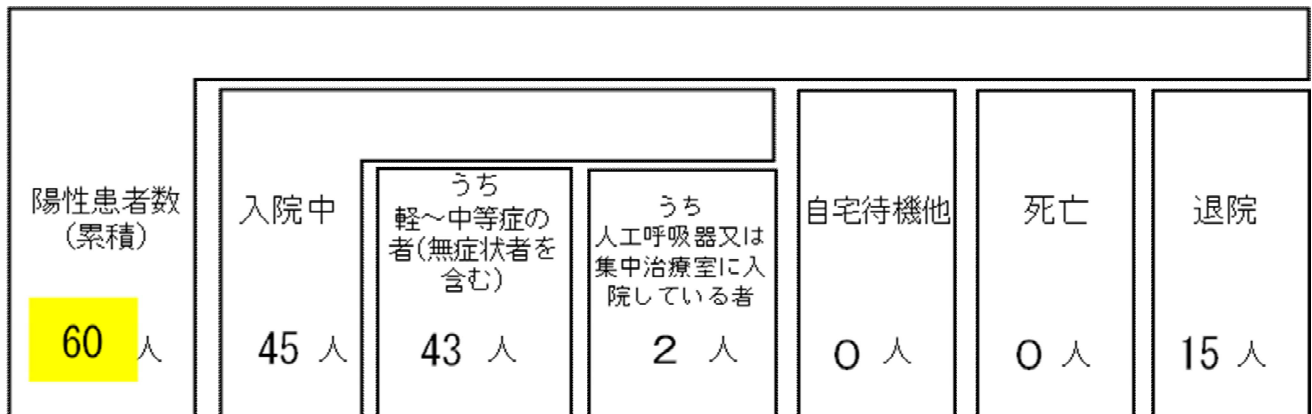 陽性患者数
(累積)
60 人
入院中
45 人
うち
軽～中等症の
者(無症状者を
含む)
43 人
うち
人工呼吸器又は
集中治療室に入
院している者
2 人
自宅待機他
0 人
死亡
0 人
退院
15 人